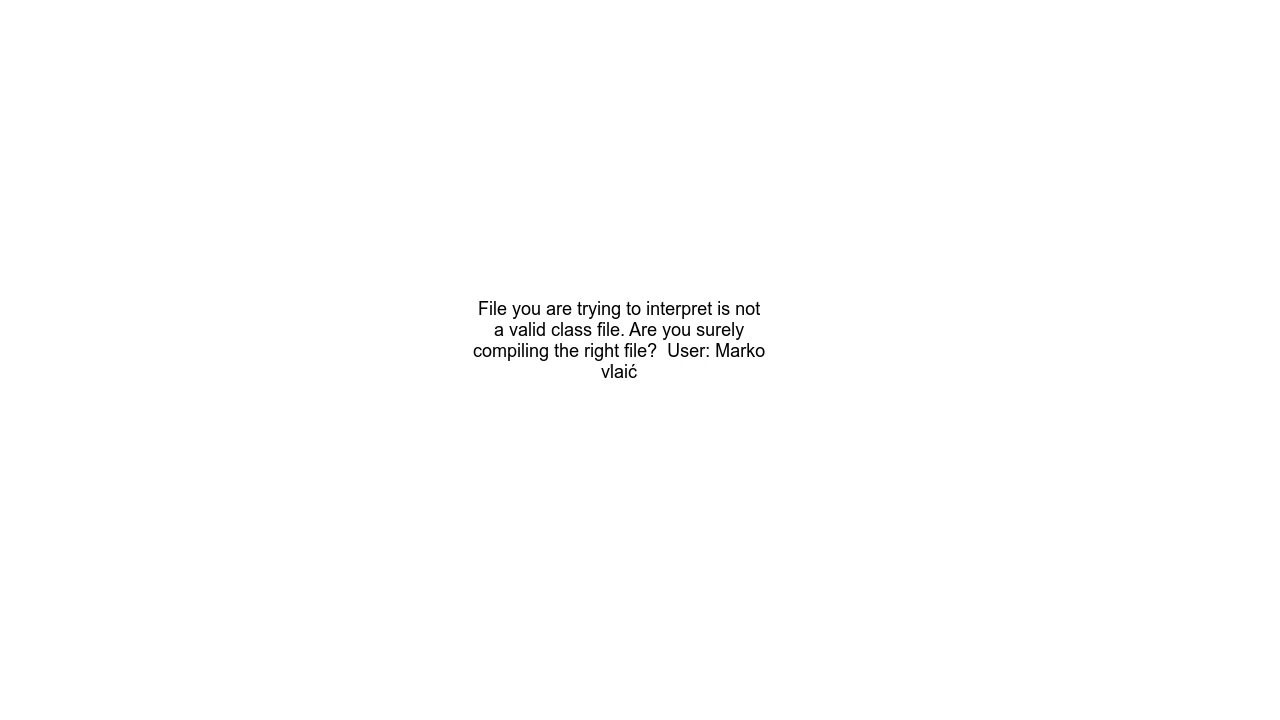 File you are trying to interpret is not
a valid class file. Are you surely
compiling the right file?  User: Marko
vlaić